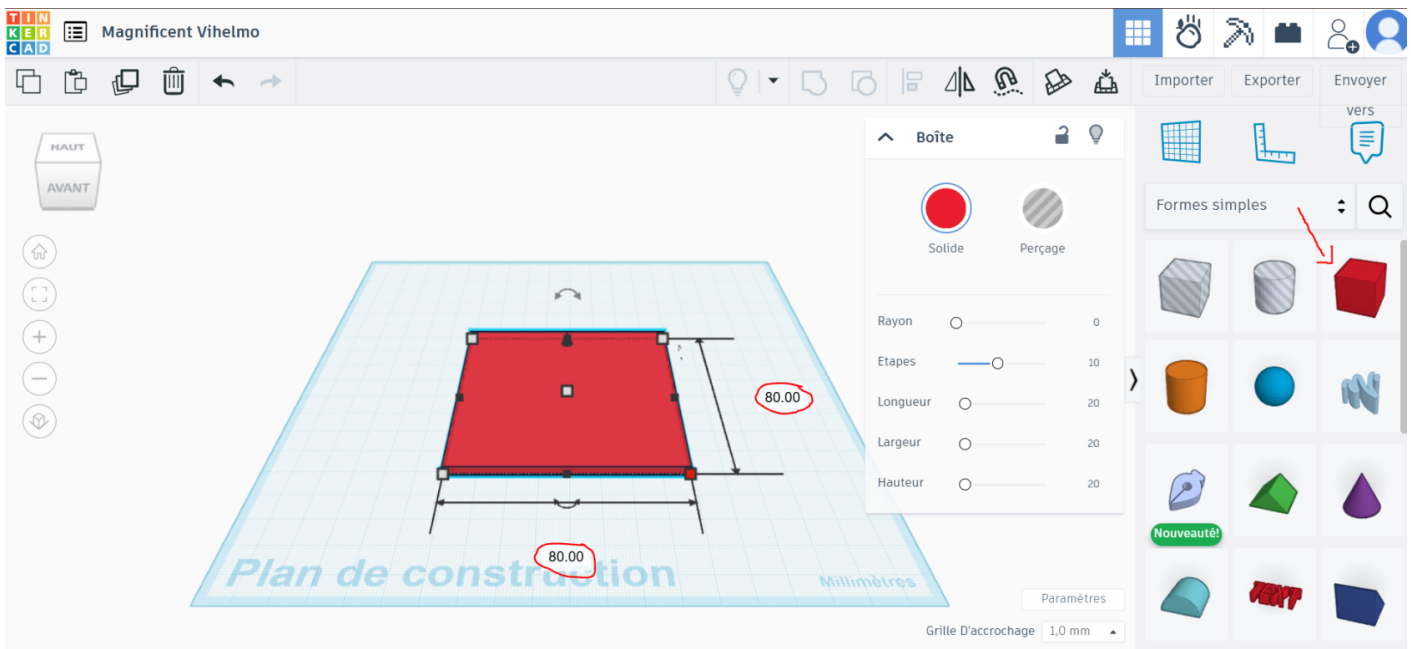 TIN
KER
CAD
Magnificent Vihelmo
Importer
Exporter
Envoyer
vers
HAUT
AVANT
Boîte
Solide
Perçage
Rayon 0
Etapes 10
Longueur 20
Largeur 20
Hauteur 20
Formes simples
Nouveauté!
TEXT
80.00
80.00
Plan de construction
Millimètres
Paramètres
Grille D'accrochage 1,0 mm